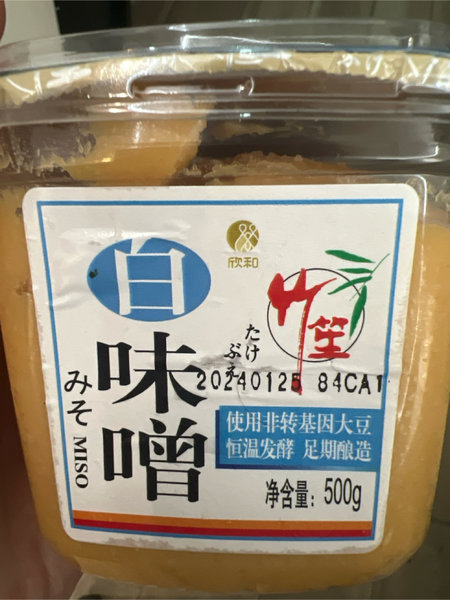 欣和
白
味噌
みそ MISO
竹笙
たけ
ぶえ
20240125 84CA1
使用非转基因大豆
恒温发酵 足期酿造
净含量：500g